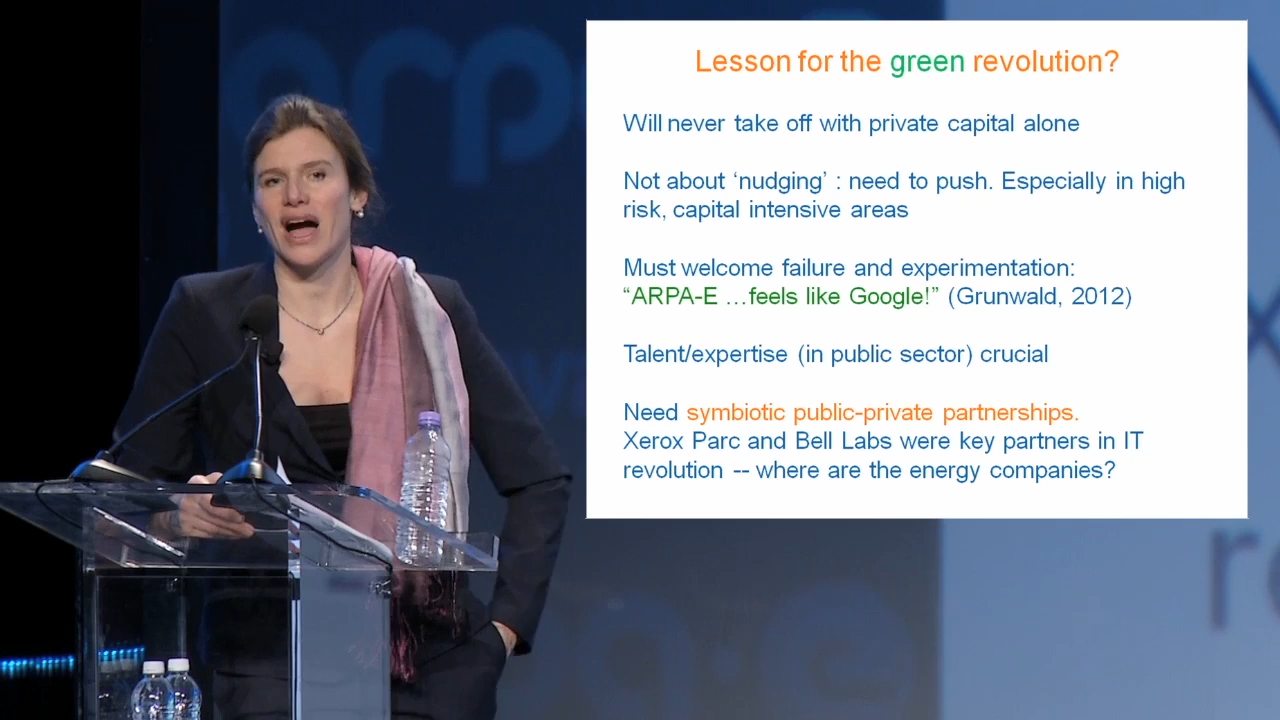 arpa
Lesson for the green revolution?
Will never take off with private capital alone
Not about ‘nudging’ : need to push. Especially in high
risk, capital intensive areas
Must welcome failure and experimentation:
“ARPA-E …feels like Google!” (Grunwald, 2012)
Talent/expertise (in public sector) crucial
Need symbiotic public-private partnerships.
Xerox Parc and Bell Labs were key partners in IT
revolution -- where are the energy companies?